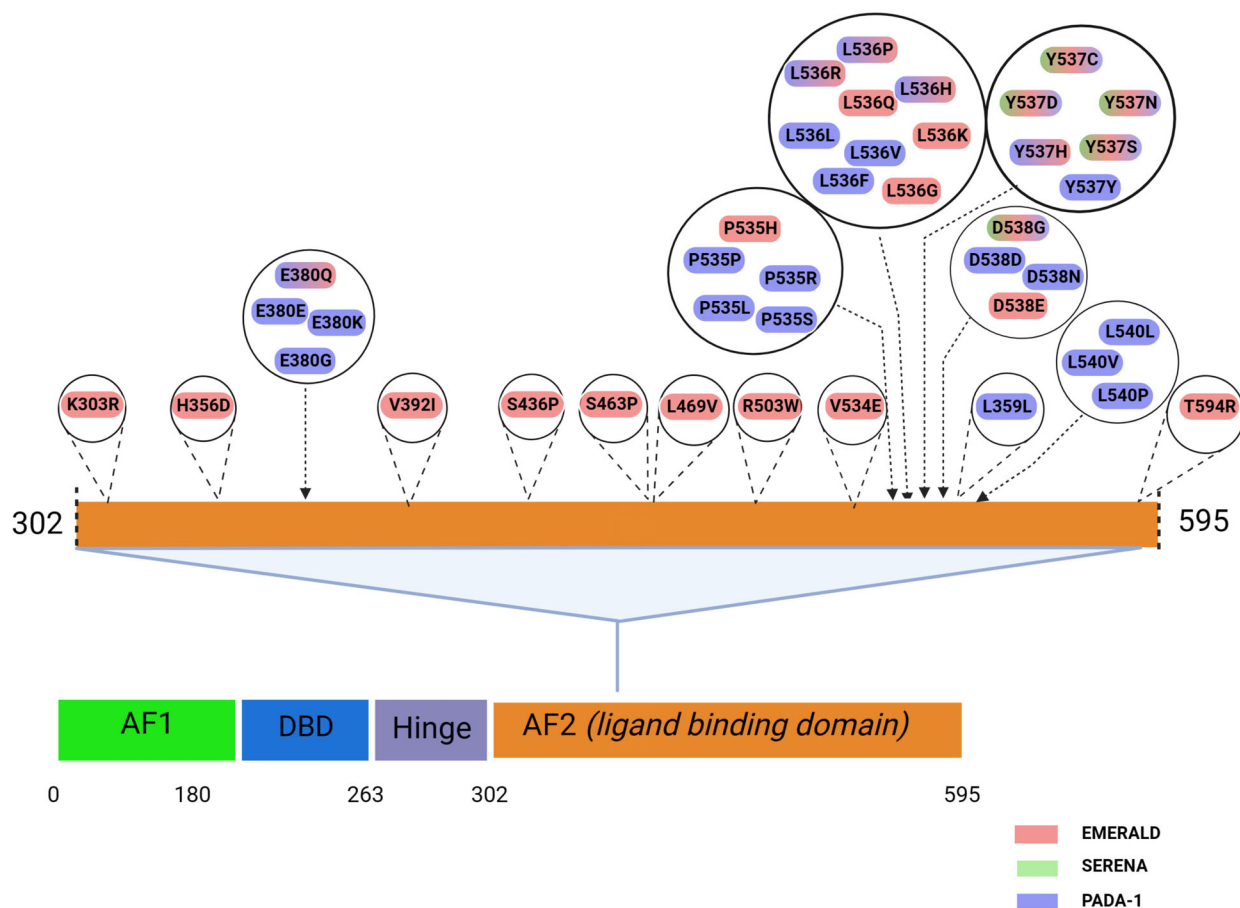 L536P
L536R
L536H
L536Q
L536L
L536K
L536V
L536F
L536G
Y537C
Y537D
Y537N
Y537H
Y537S
Y537Y
P535H
P535P
P535R
P535L
P535S
D538G
D538D
D538N
D538E
E380Q
E380E
E380K
E380G
L540L
L540V
L540P
K303R
H356D
V392I
S436P
S463P
L469V
R503W
V534E
L359L
T594R
302
595
AF1
DBD
Hinge
AF2 (ligand binding domain)
0 180 263 302 595
EMERALD
SERENA
PADA-1